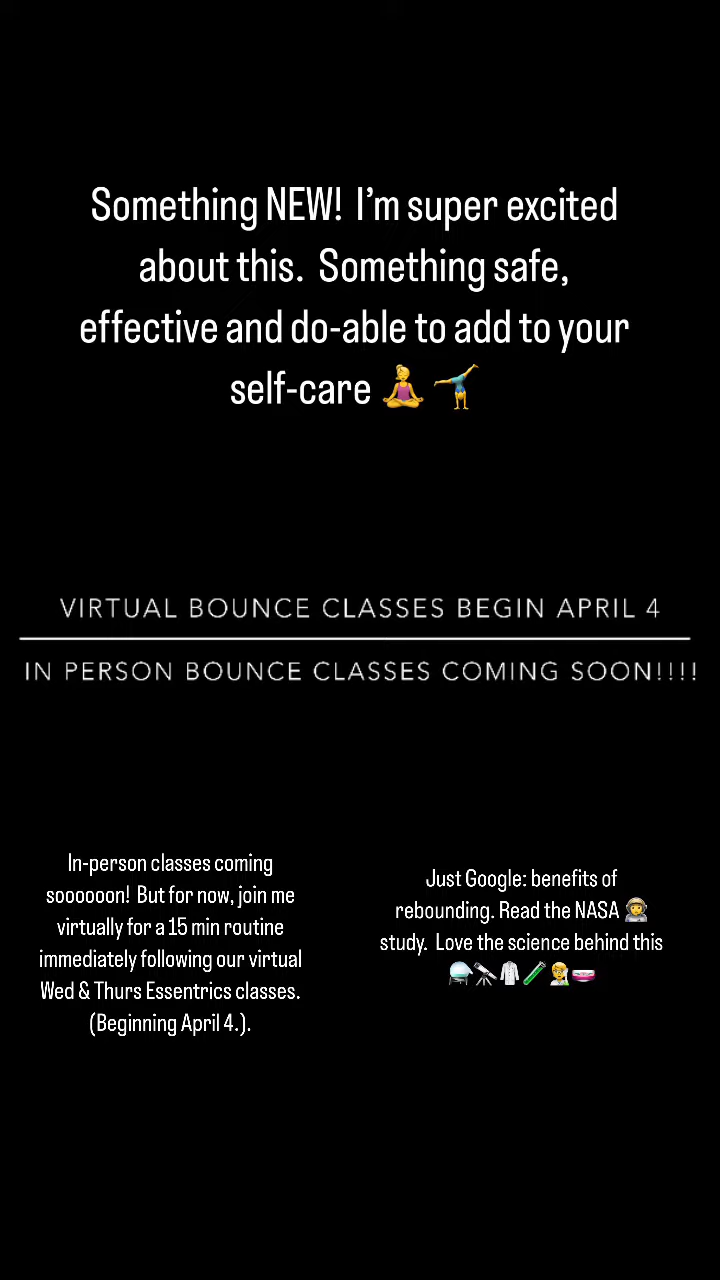 Something NEW!  I’m super excited
about this.  Something safe,
effective and do-able to add to your
self-care 🧘‍♀️ 🤸‍♀️
VIRTUAL BOUNCE CLASSES BEGIN APRIL 4
IN PERSON BOUNCE CLASSES COMING SOON!!!!
In-person classes coming
soooooon!  But for now, join me
virtually for a 15 min routine
immediately following our virtual
Wed & Thurs Essentrics classes.
(Beginning April 4.).
Just Google: benefits of
rebounding. Read the NASA 👩‍🚀
study.  Love the science behind this
🔮🔭🥼🧪👨‍🔬🧫